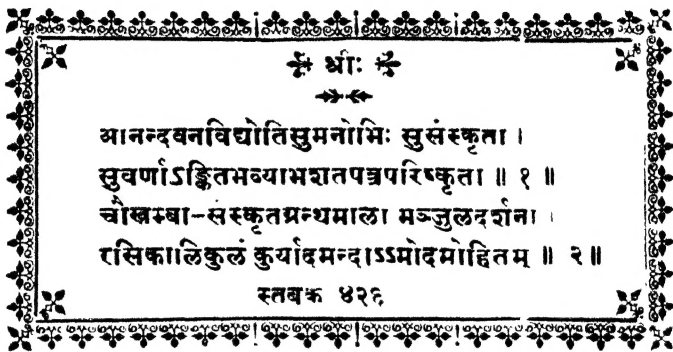 श्रीः
आनन्दवनविद्योतिसुमनोभिः सुसंस्कृता ।
सुवर्णाऽङ्कितभव्याभशतपत्रपरिष्कृता ॥ १ ॥
चौखम्बा-संस्कृतग्रन्थमाला मञ्जुलदर्शना ।
रसिकालिकुलं कुर्यादमन्दाऽऽमोदमोहितम् ॥ २ ॥
स्तबक ४२६